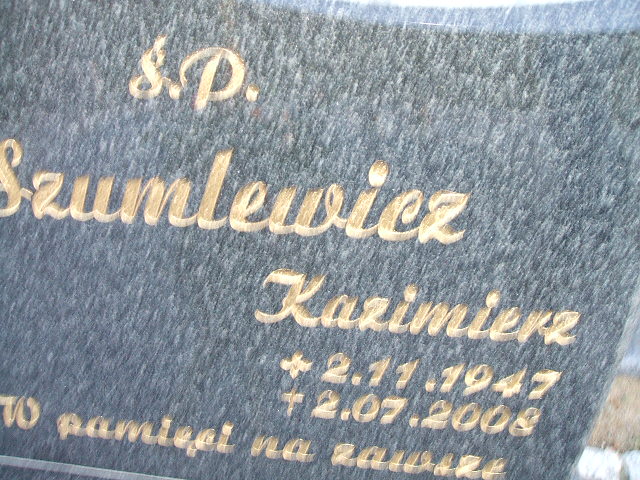 Ś.P.
Szumlewicz
Kazimierz
* 2.11.1947
† 2.07.2008
W pamięci na zawsze